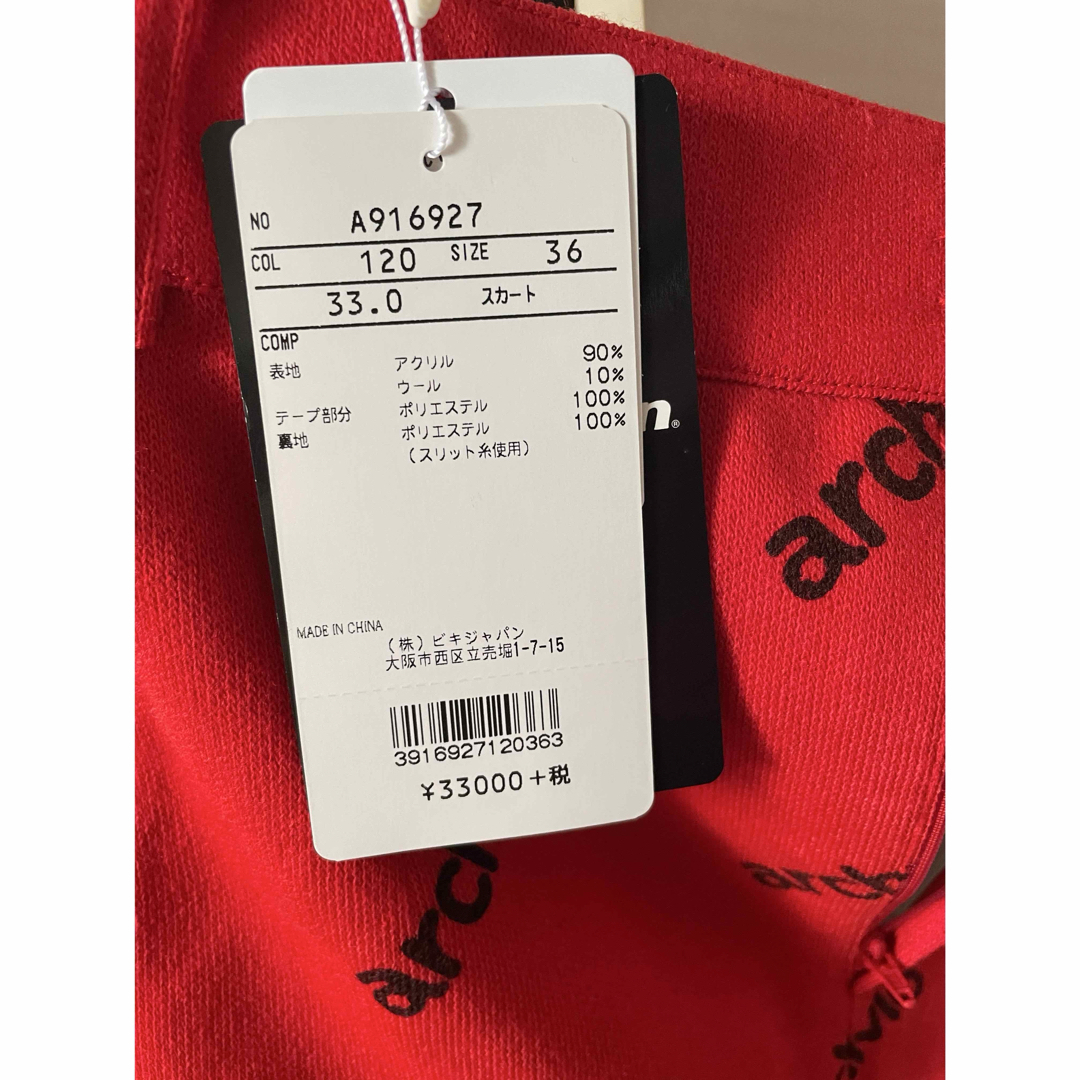 NO A916927
COL 120 SIZE 36
33.0 スカート
COMP
表地 アクリル 90%
ウール 10%
テープ部分 ポリエステル 100%
裏地 ポリエステル 100%
(スリット糸使用)
MADE IN CHINA
(株)ビキジャパン
大阪市西区立売堀1-7-15
3916927120363
¥33000+税
n®
arch
arch
arc